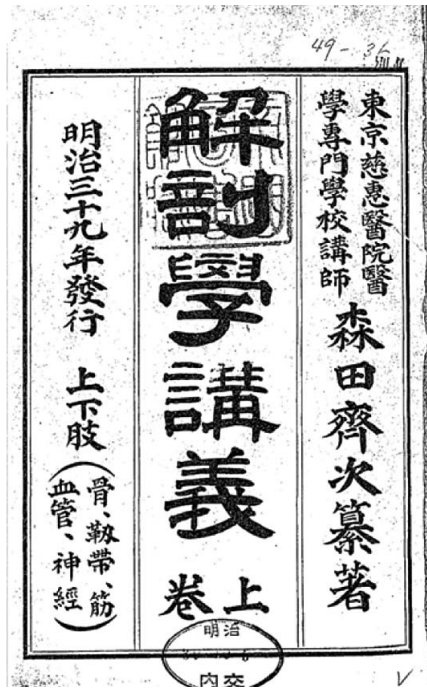 49-36
東京慈惠醫院醫
學專門學校講師
森田齊次纂著
解剖學講義
上卷
明治三十九年發行
上下肢
(骨、靱帶、筋
血管、神經)
明治
内交